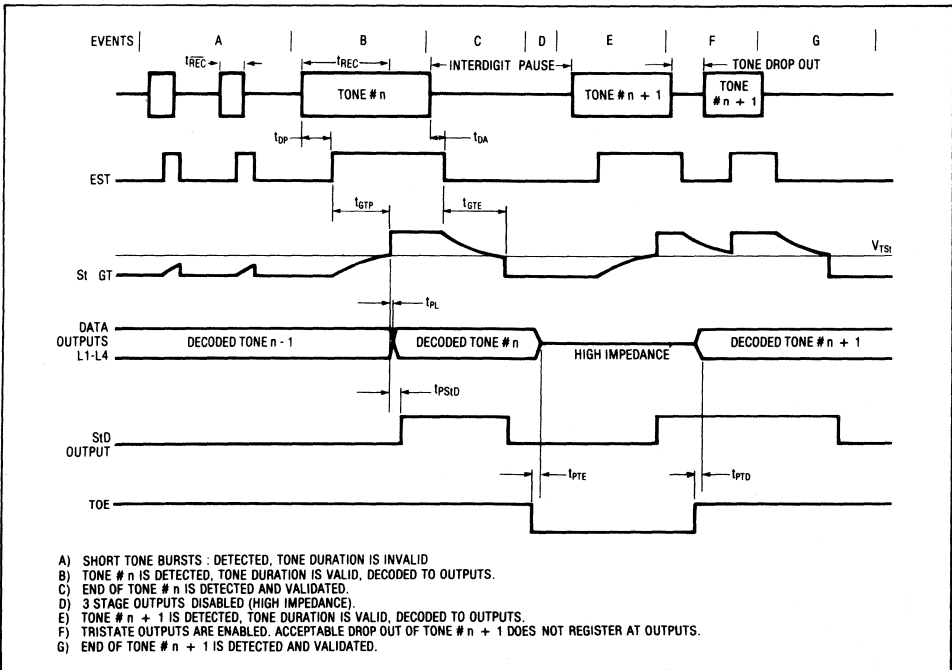 EVENTS A B C D E F G
tREC tREC INTERDIGIT PAUSE TONE DROP OUT
TONE # n TONE # n + 1 TONE # n + 1
tDP tDA
EST
tGTP tGTE
VTSt
St GT
tPL
DATA OUTPUTS L1-L4
DECODED TONE n - 1 DECODED TONE # n HIGH IMPEDANCE DECODED TONE # n + 1
tPStD
StD OUTPUT
tPTE tPTD
TOE
A) SHORT TONE BURSTS : DETECTED, TONE DURATION IS INVALID
B) TONE # n IS DETECTED, TONE DURATION IS VALID, DECODED TO OUTPUTS.
C) END OF TONE # n IS DETECTED AND VALIDATED.
D) 3 STAGE OUTPUTS DISABLED (HIGH IMPEDANCE).
E) TONE # n + 1 IS DETECTED, TONE DURATION IS VALID, DECODED TO OUTPUTS.
F) TRISTATE OUTPUTS ARE ENABLED. ACCEPTABLE DROP OUT OF TONE # n + 1 DOES NOT REGISTER AT OUTPUTS.
G) END OF TONE # n + 1 IS DETECTED AND VALIDATED.